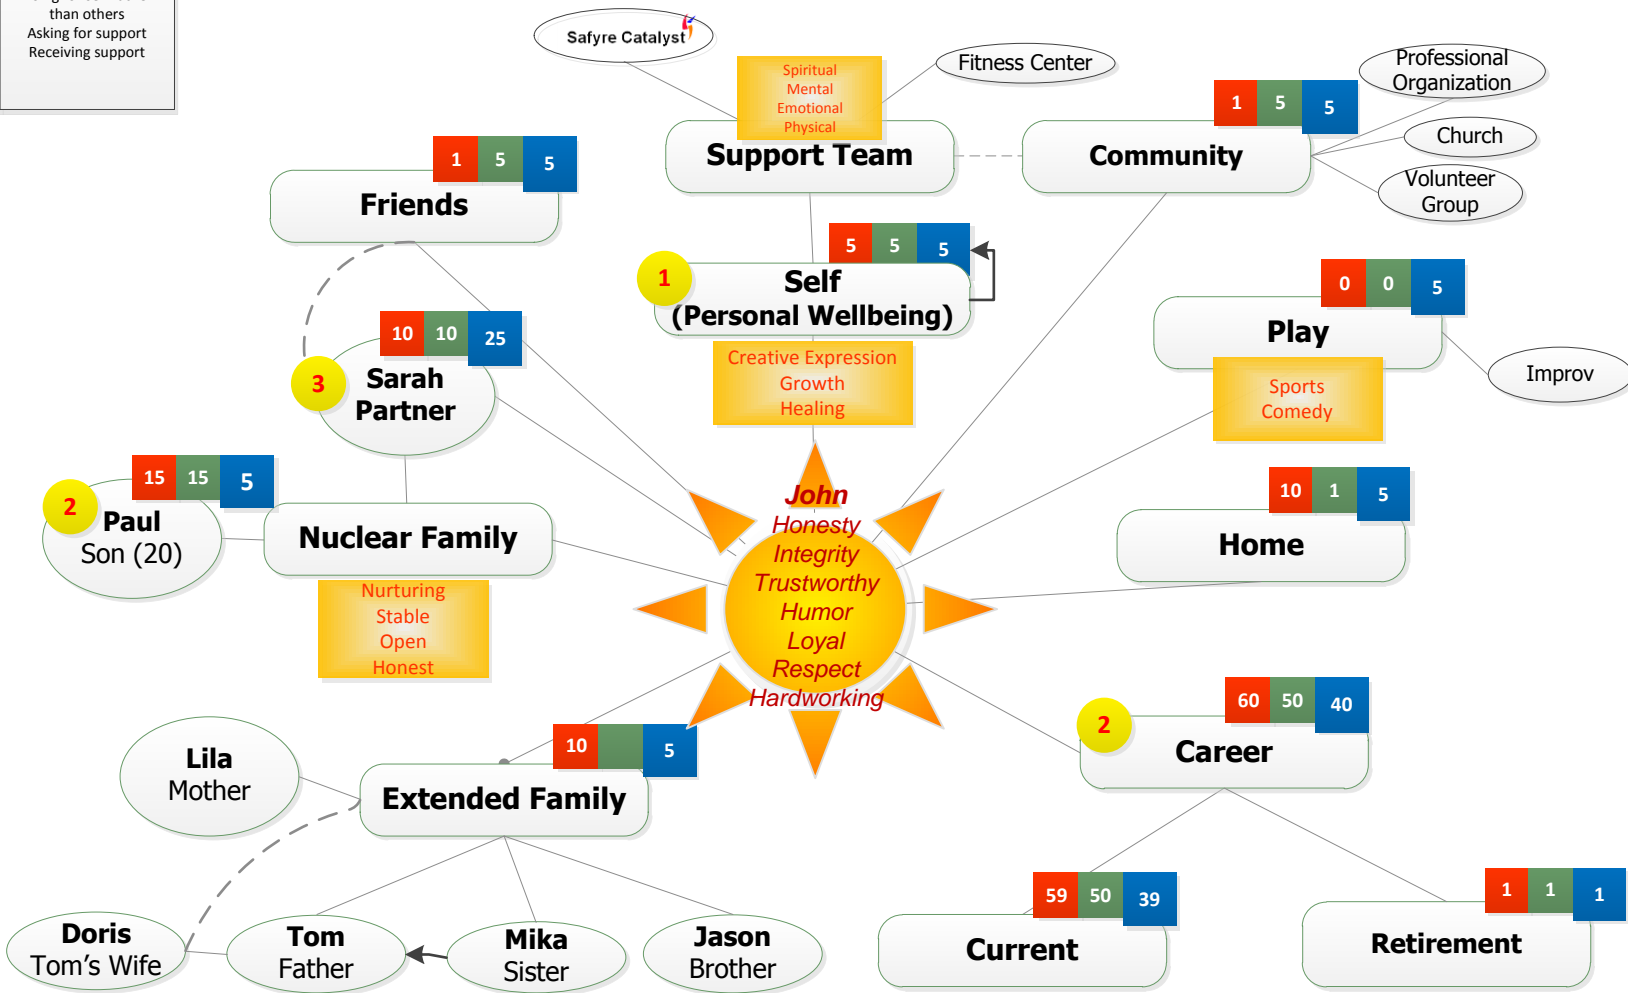 than others
Asking for support
Receiving support
Safyre Catalyst
Spiritual
Mental
Emotional
Physical
Support Team
Fitness Center
1 5 5
Community
Professional
Organization
Church
Volunteer
Group
1 5 5
Friends
5 5 5
1
Self
(Personal Wellbeing)
Creative Expression
Growth
Healing
0 0 5
Play
Sports
Comedy
Improv
10 10 25
3
Sarah
Partner
15 15 5
2
Paul
Son (20)
Nuclear Family
Nurturing
Stable
Open
Honest
10 1 5
Home
John
Honesty
Integrity
Trustworthy
Humor
Loyal
Respect
Hardworking
10 5
Extended Family
Lila
Mother
Doris
Tom's Wife
Tom
Father
Mika
Sister
Jason
Brother
60 50 40
2
Career
59 50 39
Current
1 1 1
Retirement